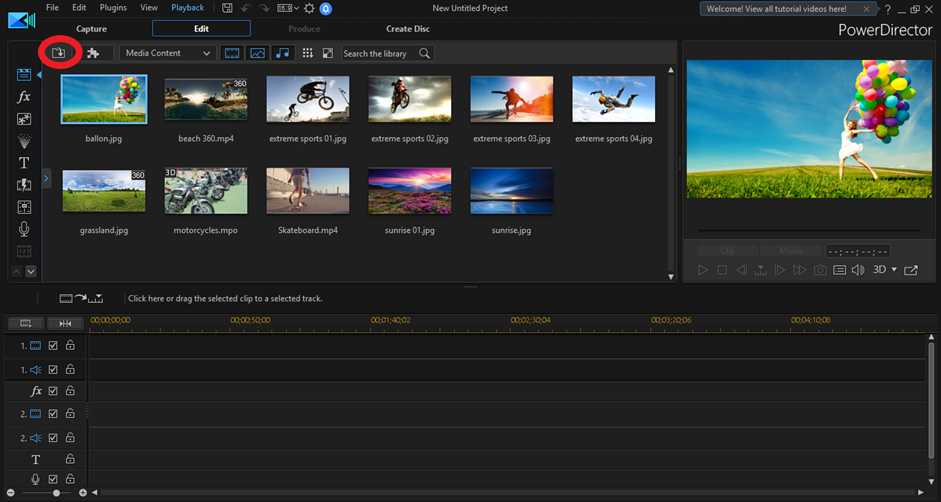 File Edit Plugins View Playback 16:9 New Untitled Project Welcome! View all tutorial videos here! ?
Capture Edit Produce Create Disc PowerDirector
Media Content Search the library
fx
T
360
3D
360
ballon.jpg beach 360.mp4 extreme sports 01.jpg extreme sports 02.jpg extreme sports 03.jpg extreme sports 04.jpg
grassland.jpg motorcycles.mpo Skateboard.mp4 sunrise 01.jpg sunrise.jpg
123
Clip Movie --;--;--;--
3D
Click here or drag the selected clip to a selected track.
00;00;00;00 00;00;50;00 00;01;40;02 00;02;30;04 00;03;20;06 00;04;10;08
1.
1.
fx
2.
2.
T